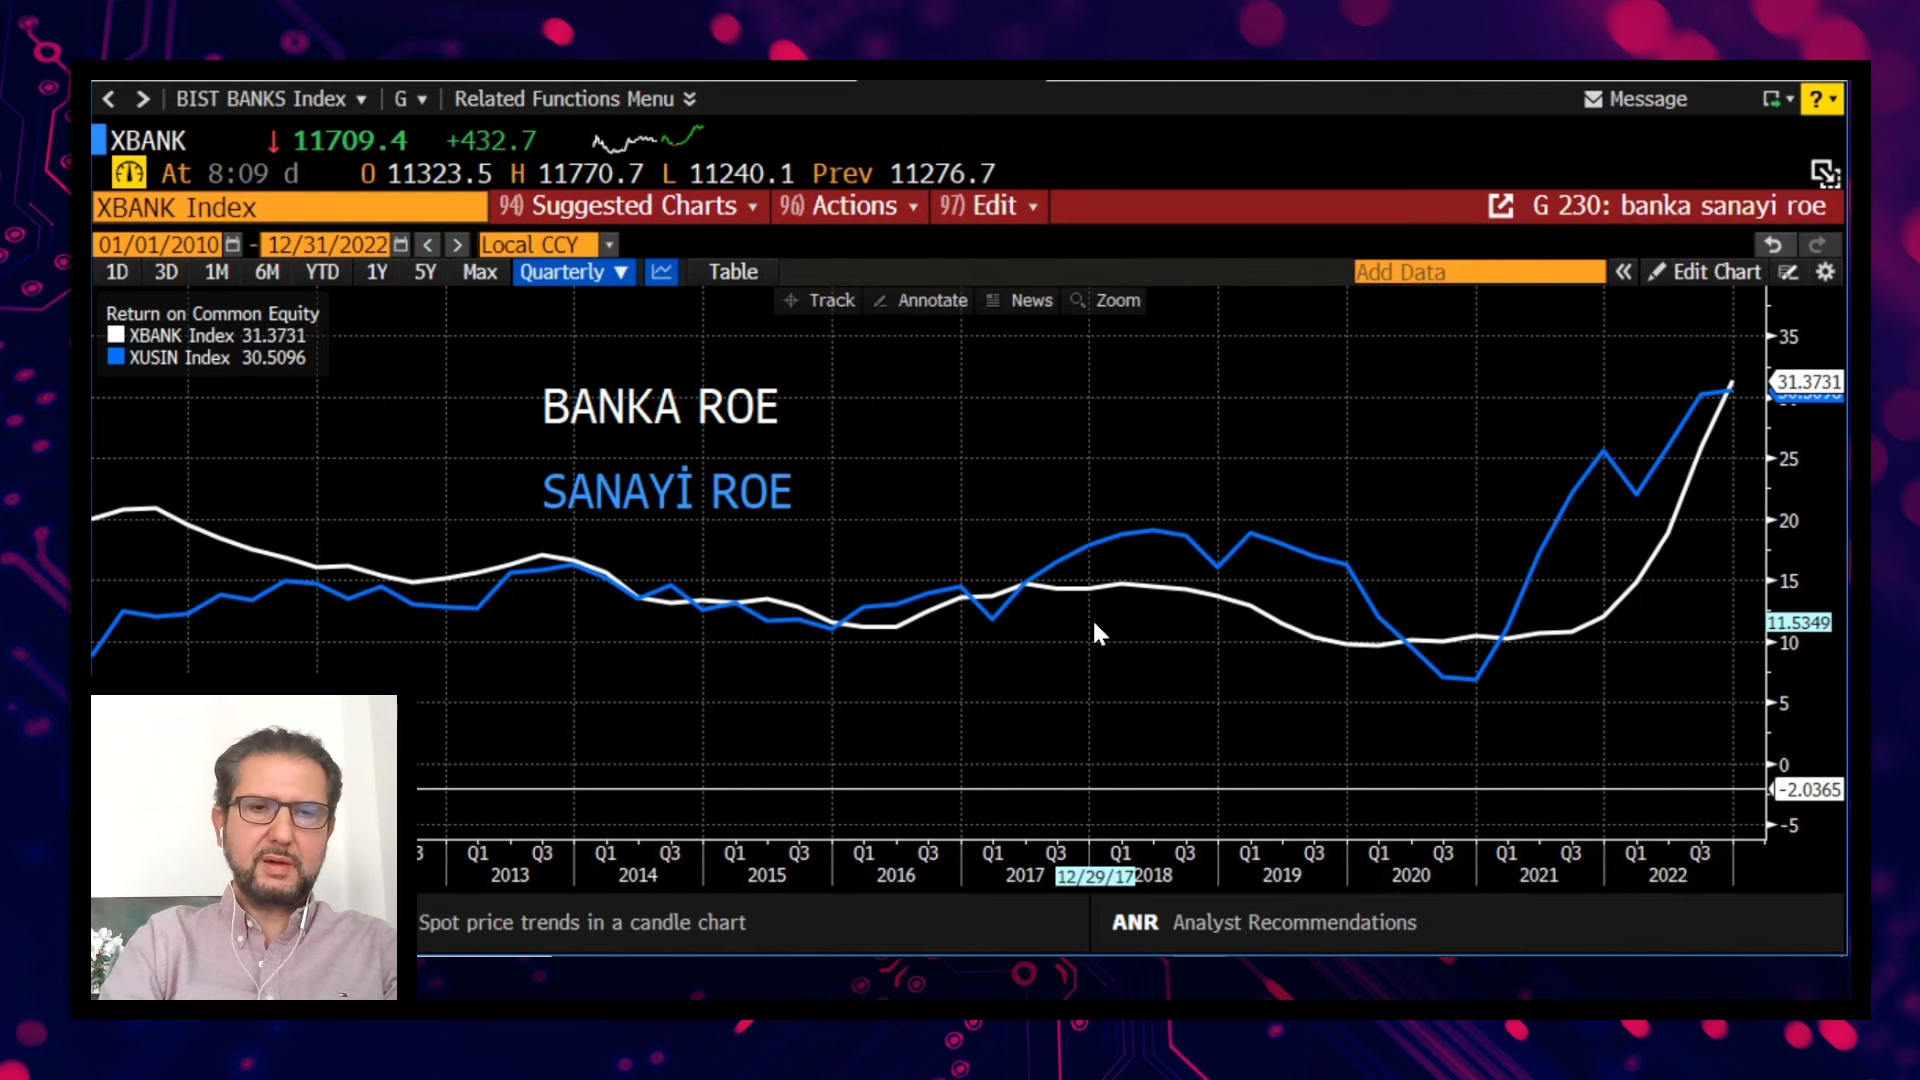 BIST BANKS Index G Related Functions Menu Message ?
XBANK 11709.4 +432.7
At 8:09 d O 11323.5 H 11770.7 L 11240.1 Prev 11276.7
XBANK Index 94) Suggested Charts 96) Actions 97) Edit G 230: banka sanayi roe
01/01/2010 - 12/31/2022 Local CCY
1D 3D 1M 6M YTD 1Y 5Y Max Quarterly Table Add Data Edit Chart
Track Annotate News Zoom
Return on Common Equity
XBANK Index 31.3731
XUSIN Index 30.5096
BANKA ROE
SANAYİ ROE
35
31.3731
25
20
15
11.5349
10
5
0
-2.0365
-5
Q1 Q3 Q1 Q3 Q1 Q3 Q1 Q3 Q1 Q3 Q1 Q3 Q1 Q3 Q1 Q3 Q1 Q3 Q1 Q3
2013 2014 2015 2016 2017 12/29/17 2018 2019 2020 2021 2022
Spot price trends in a candle chart ANR Analyst Recommendations